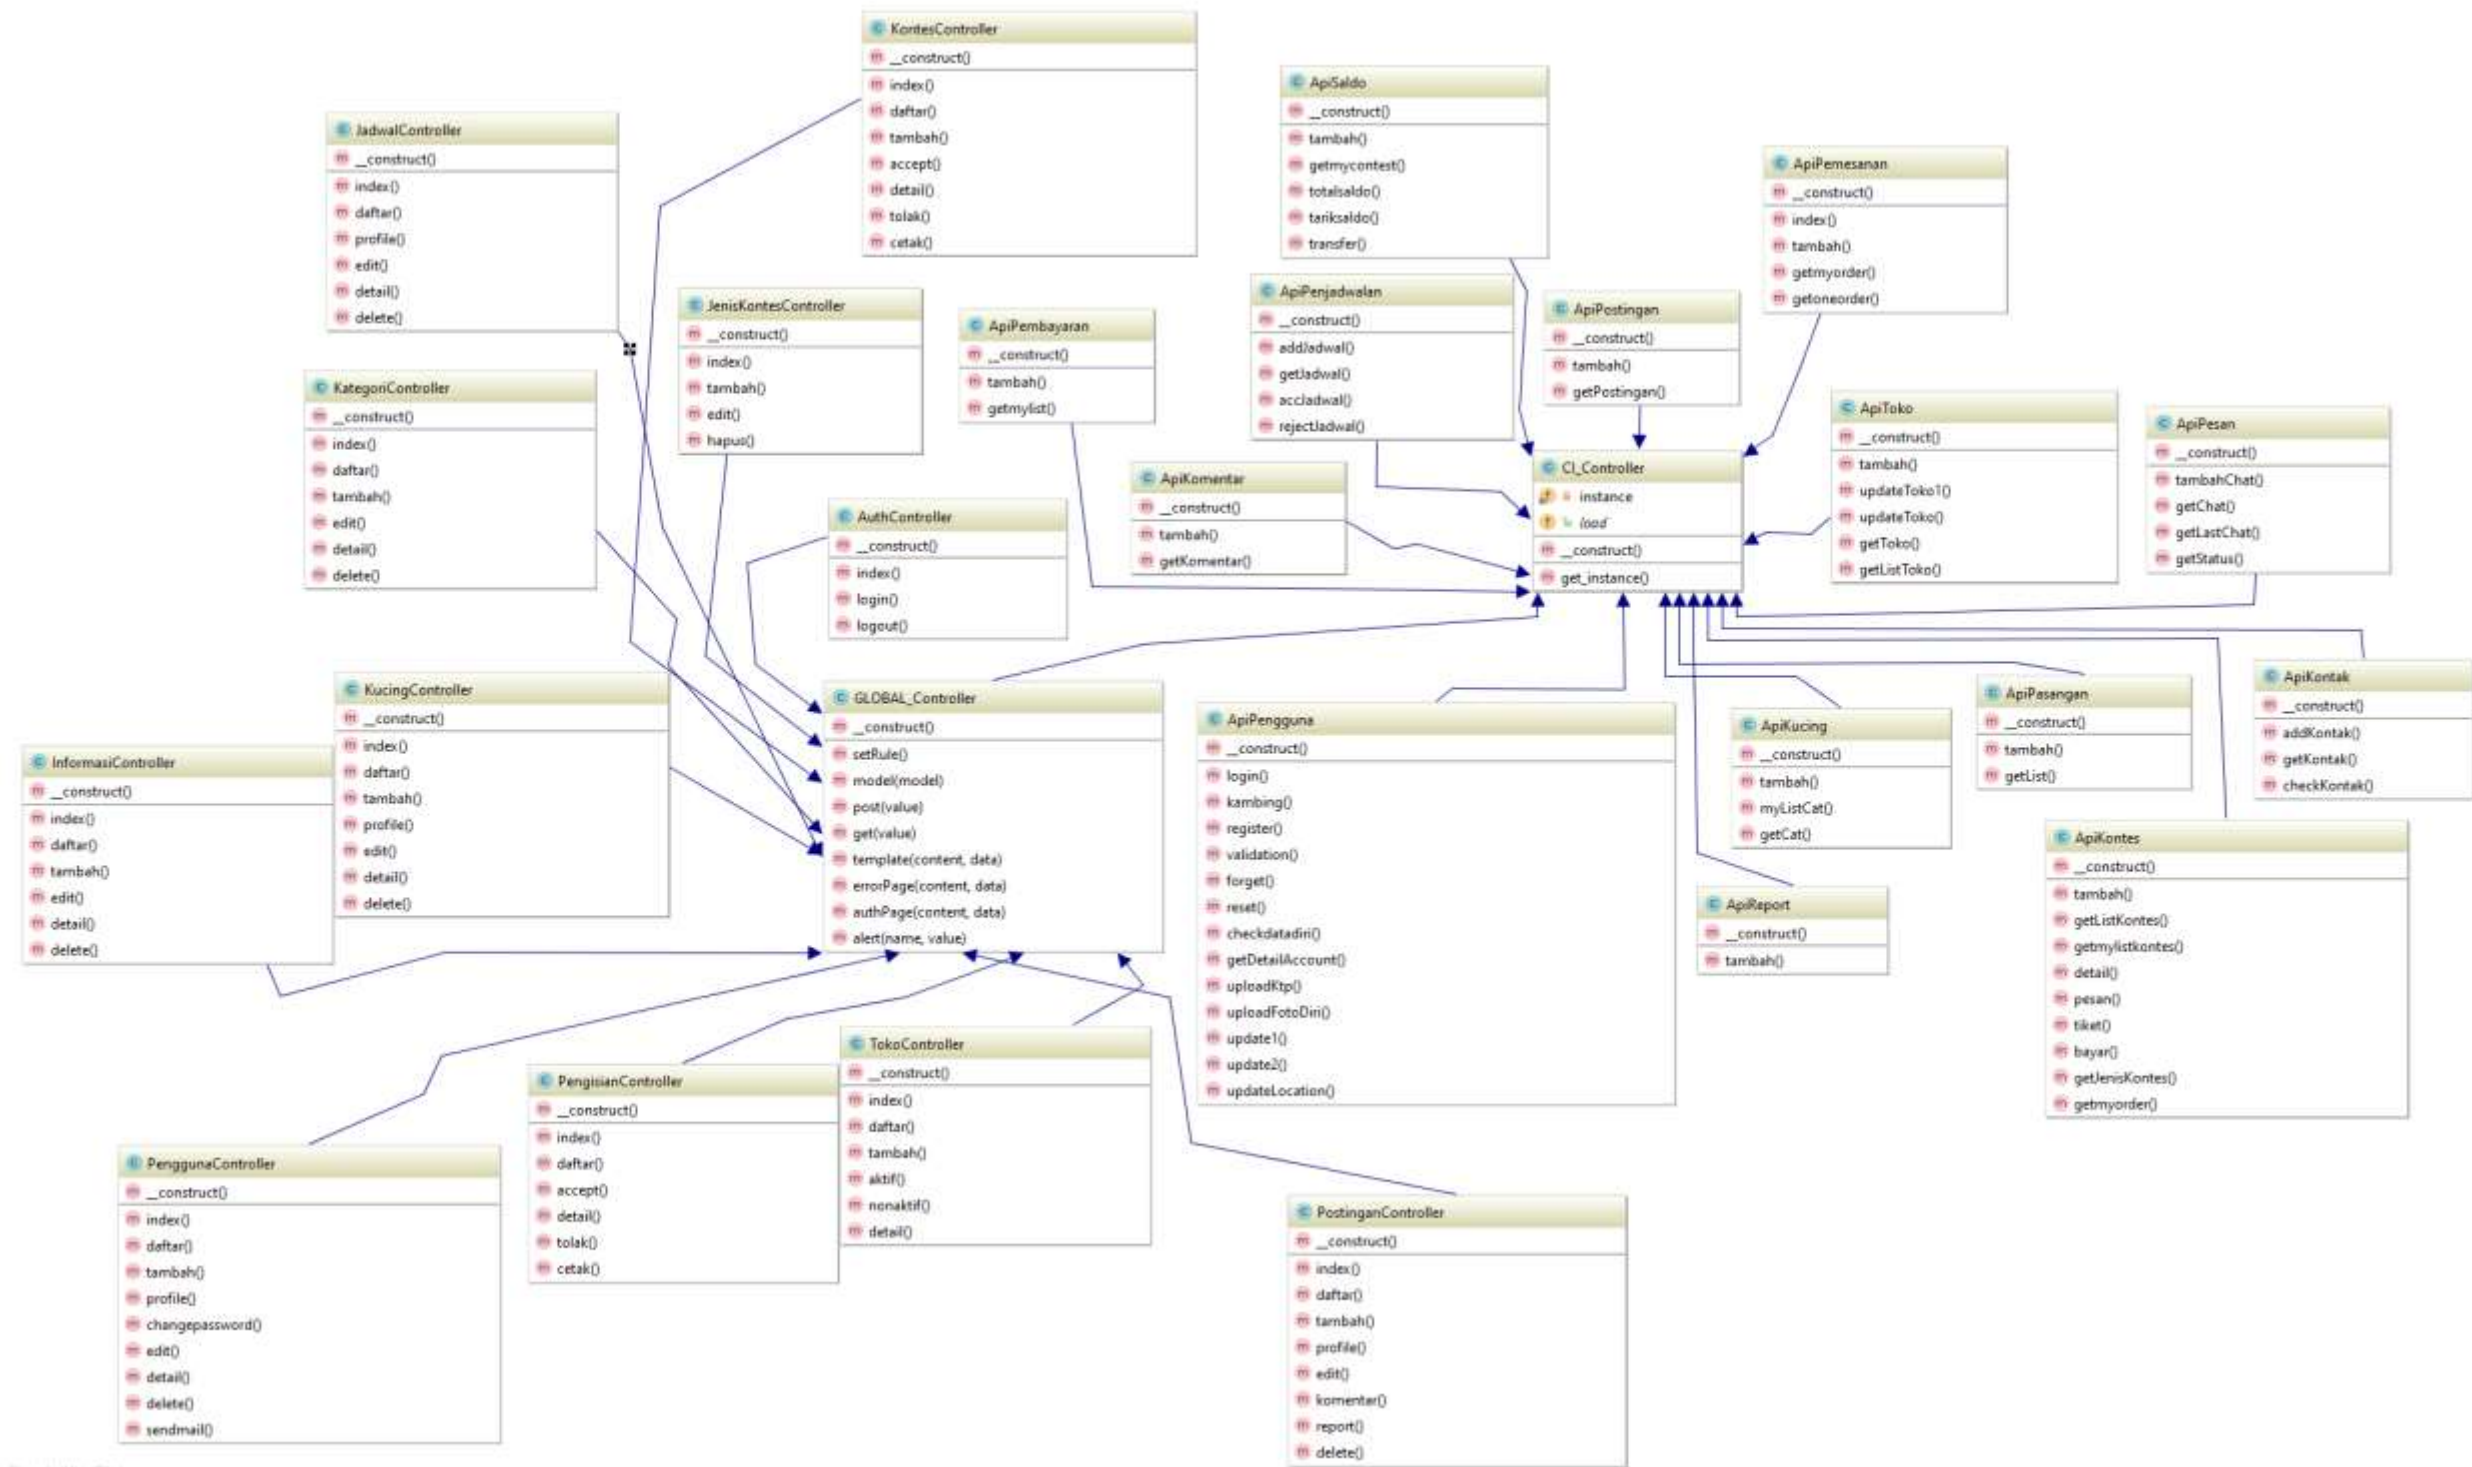 KontesController
__construct()
index()
daftar()
tambah()
accept()
detail()
tolak()
cetak()
ApiSaldo
__construct()
tambah()
getmycontest()
totalsaldo()
tariksaldo()
transfer()
JadwalController
__construct()
index()
daftar()
profile()
edit()
detail()
delete()
ApiPemesanan
__construct()
index()
tambah()
getmyorder()
getoneorder()
JenisKontesController
__construct()
index()
tambah()
edit()
hapus()
ApiPembayaran
__construct()
tambah()
getmylist()
ApiPenjadwalan
__construct()
addJadwal()
getJadwal()
accJadwal()
rejectJadwal()
ApiPostingan
__construct()
tambah()
getPostingan()
KategoriController
__construct()
index()
daftar()
tambah()
edit()
detail()
delete()
ApiToko
__construct()
tambah()
updateToko1()
updateToko()
getToko()
getListToko()
ApiPesan
__construct()
tambahChat()
getChat()
getLastChat()
getStatus()
ApiKomentar
__construct()
tambah()
getKomentar()
CI_Controller
instance
load
__construct()
get_instance()
AuthController
__construct()
index()
login()
logout()
KucingController
__construct()
index()
daftar()
tambah()
profile()
edit()
detail()
delete()
GLOBAL_Controller
__construct()
setRule()
model(model)
post(value)
get(value)
template(content, data)
errorPage(content, data)
authPage(content, data)
alert(name, value)
ApiPengguna
__construct()
login()
kambing()
register()
validation()
forget()
reset()
checkdatadiri()
getDetailAccount()
uploadKtp()
uploadFotoDiri()
update1()
update2()
updateLocation()
ApiKucing
__construct()
tambah()
myListCat()
getCat()
ApiPasangan
__construct()
tambah()
getList()
ApiKontak
__construct()
addKontak()
getKontak()
checkKontak()
InformasiController
__construct()
index()
daftar()
tambah()
edit()
detail()
delete()
ApiReport
__construct()
tambah()
ApiKontes
__construct()
tambah()
getListKontes()
getmylistkontes()
detail()
pesan()
tiket()
bayar()
getJenisKontes()
getmyorder()
TokoController
__construct()
index()
daftar()
tambah()
aktif()
nonaktif()
detail()
PengisianController
__construct()
index()
daftar()
accept()
detail()
tolak()
cetak()
PenggunaController
__construct()
index()
daftar()
tambah()
profile()
changepassword()
edit()
detail()
delete()
sendmail()
PostinganController
__construct()
index()
daftar()
tambah()
profile()
edit()
komentar()
report()
delete()